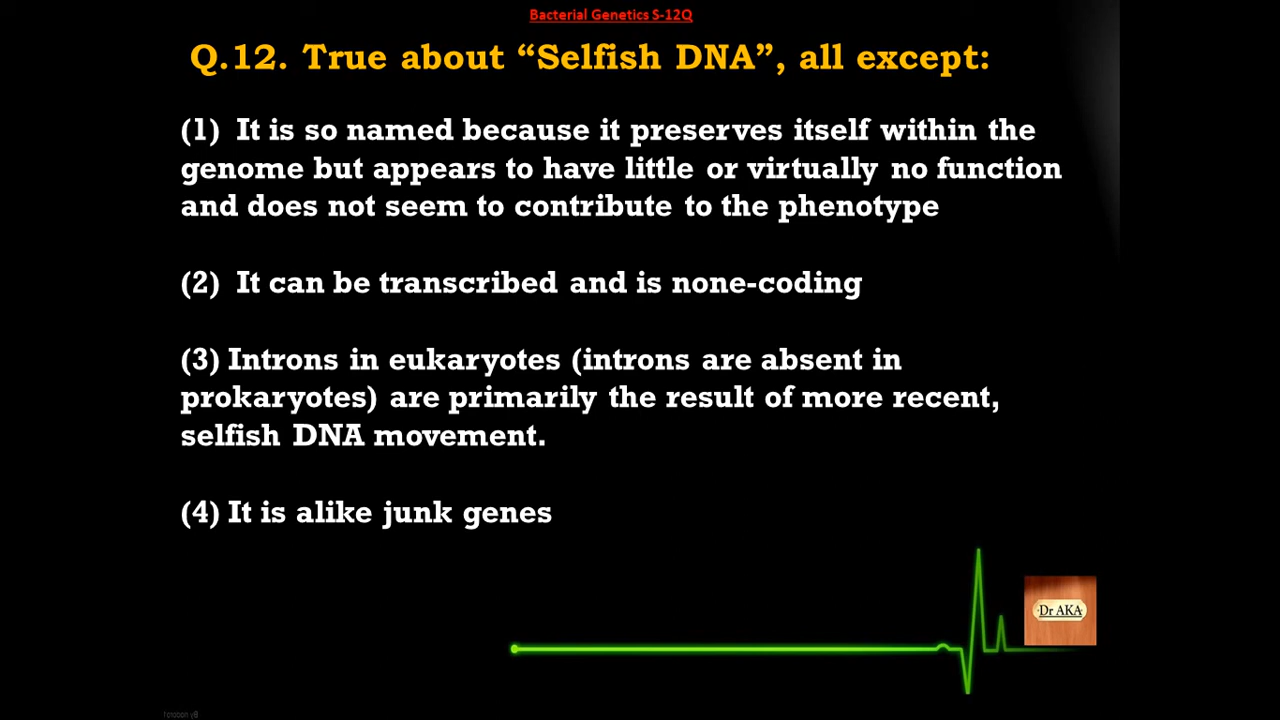 Bacterial Genetics S-12Q
Q.12. True about “Selfish DNA”, all except:
(1) It is so named because it preserves itself within the
genome but appears to have little or virtually no function
and does not seem to contribute to the phenotype
(2) It can be transcribed and is none-coding
(3) Introns in eukaryotes (introns are absent in
prokaryotes) are primarily the result of more recent,
selfish DNA movement.
(4) It is alike junk genes
Dr AKA